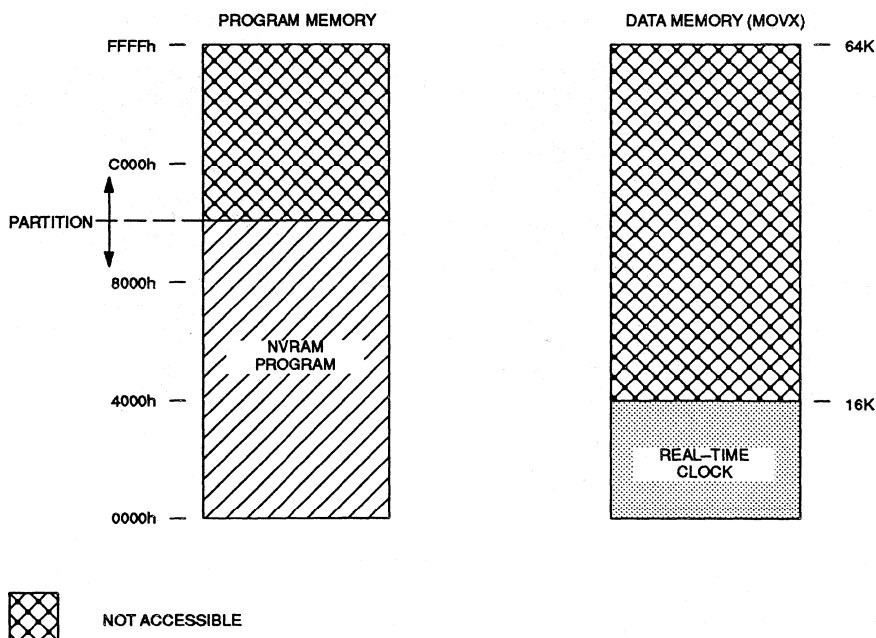 PROGRAM MEMORY
DATA MEMORY (MOVX)
FFFFh
64K
C000h
PARTITION
8000h
NVRAM
PROGRAM
4000h
16K
REAL–TIME
CLOCK
0000h
NOT ACCESSIBLE